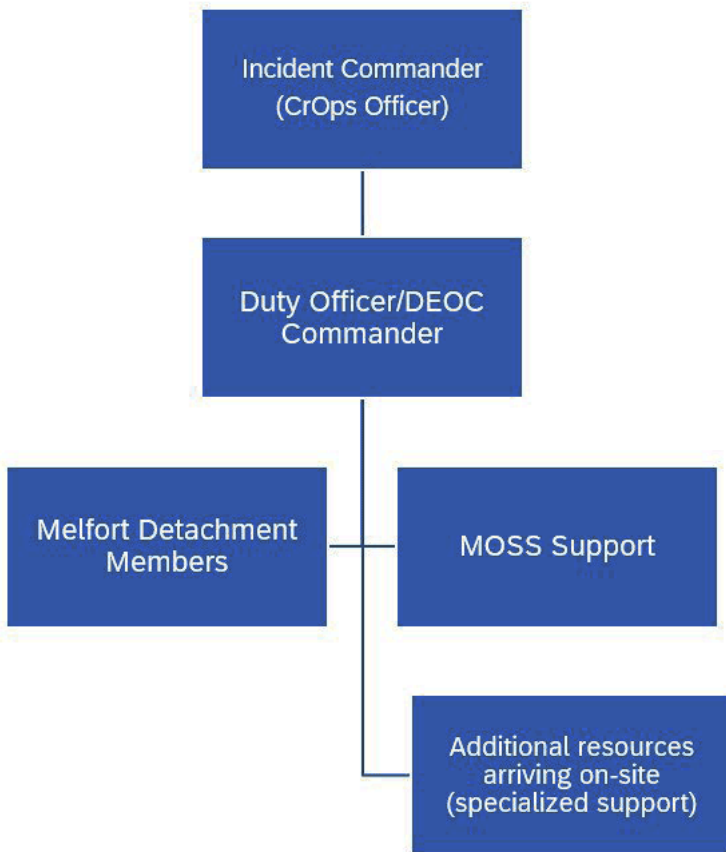 Incident Commander
(CrOps Officer)
Duty Officer/DEOC
Commander
Melfort Detachment
Members
MOSS Support
Additional resources
arriving on-site
(specialized support)